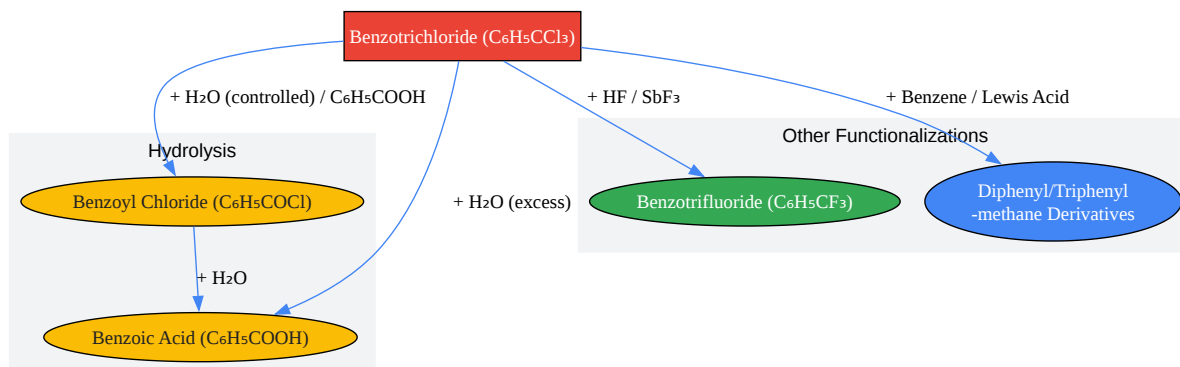 Benzotrichloride (C₆H₅CCl₃)
+ H₂O (controlled) / C₆H₅COOH
+ HF / SbF₃
+ Benzene / Lewis Acid
Hydrolysis
Other Functionalizations
Benzoyl Chloride (C₆H₅COCl)
+ H₂O (excess)
Benzotrifluoride (C₆H₅CF₃)
Diphenyl/Triphenyl
-methane Derivatives
+ H₂O
Benzoic Acid (C₆H₅COOH)